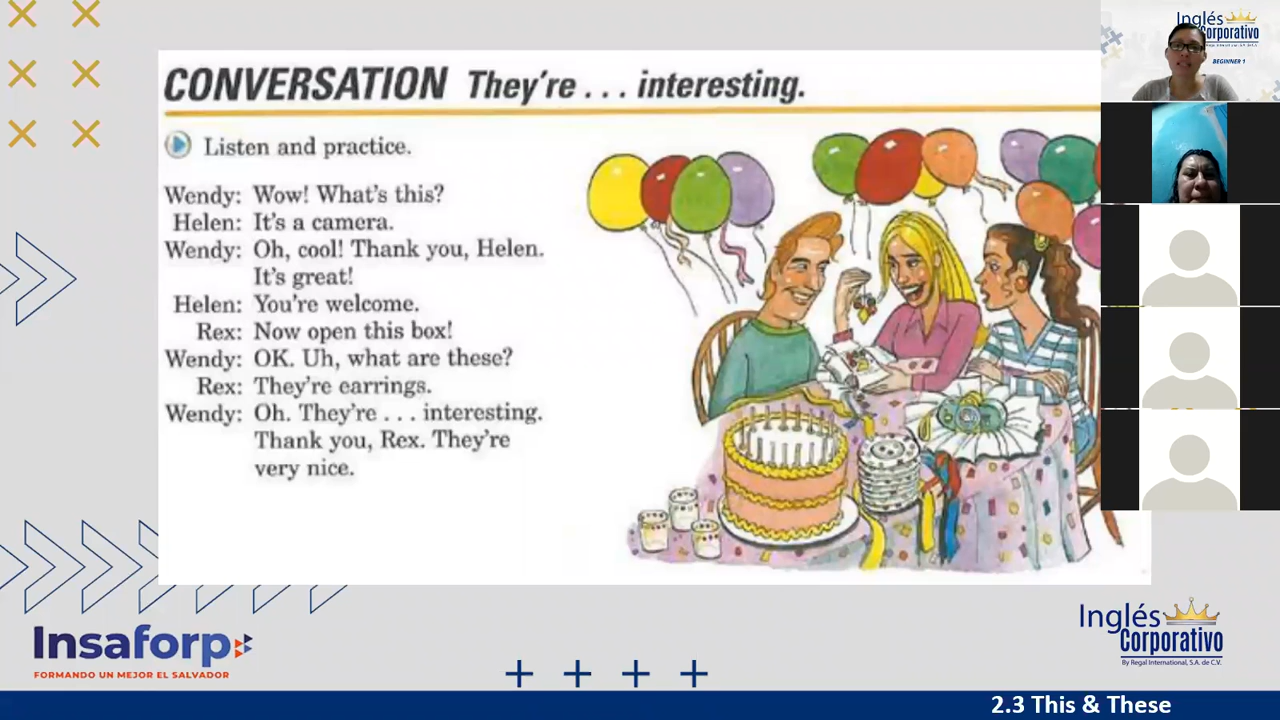 CONVERSATION They're . . . interesting.
Listen and practice.
Wendy: Wow! What's this?
Helen: It's a camera.
Wendy: Oh, cool! Thank you, Helen.
It's great!
Helen: You're welcome.
Rex: Now open this box!
Wendy: OK. Uh, what are these?
Rex: They're earrings.
Wendy: Oh. They're . . . interesting.
Thank you, Rex. They're
very nice.
Inglés
Corporativo
BEGINNER 1
Insaforp
FORMANDO UN MEJOR EL SALVADOR
Inglés
Corporativo
By Regal International, S.A. de C.V.
2.3 This & These